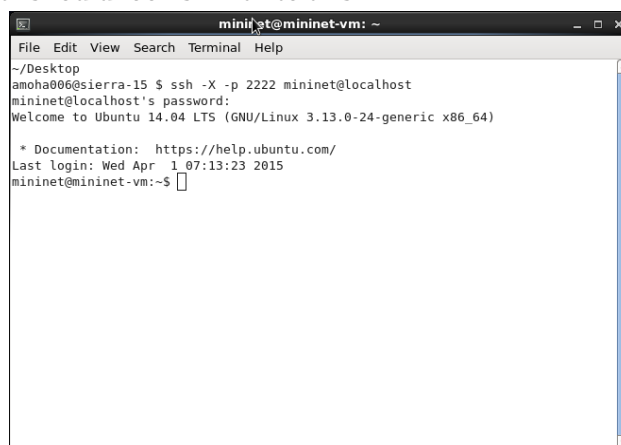 mininet@mininet-vm: ~
File Edit View Search Terminal Help
~/Desktop
amoha006@sierra-15 $ ssh -X -p 2222 mininet@localhost
mininet@localhost's password:
Welcome to Ubuntu 14.04 LTS (GNU/Linux 3.13.0-24-generic x86_64)
* Documentation:  https://help.ubuntu.com/
Last login: Wed Apr  1 07:13:23 2015
mininet@mininet-vm:~$